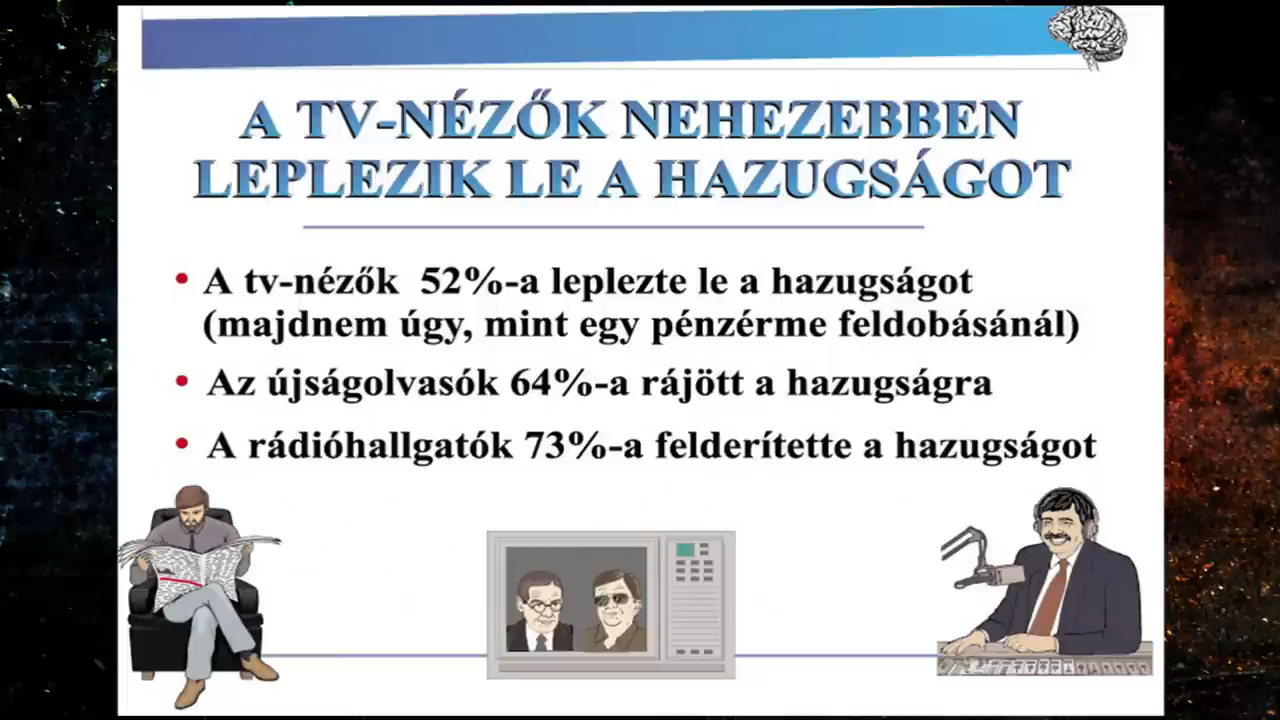 A TV-NÉZŐK NEHEZEBBEN
LEPLEZIK LE A HAZUGSÁGOT
• A tv-nézők 52%-a leplezte le a hazugságot
(majdnem úgy, mint egy pénzérme feldobásánál)
• Az újságolvasók 64%-a rájött a hazugságra
• A rádióhallgatók 73%-a felderítette a hazugságot